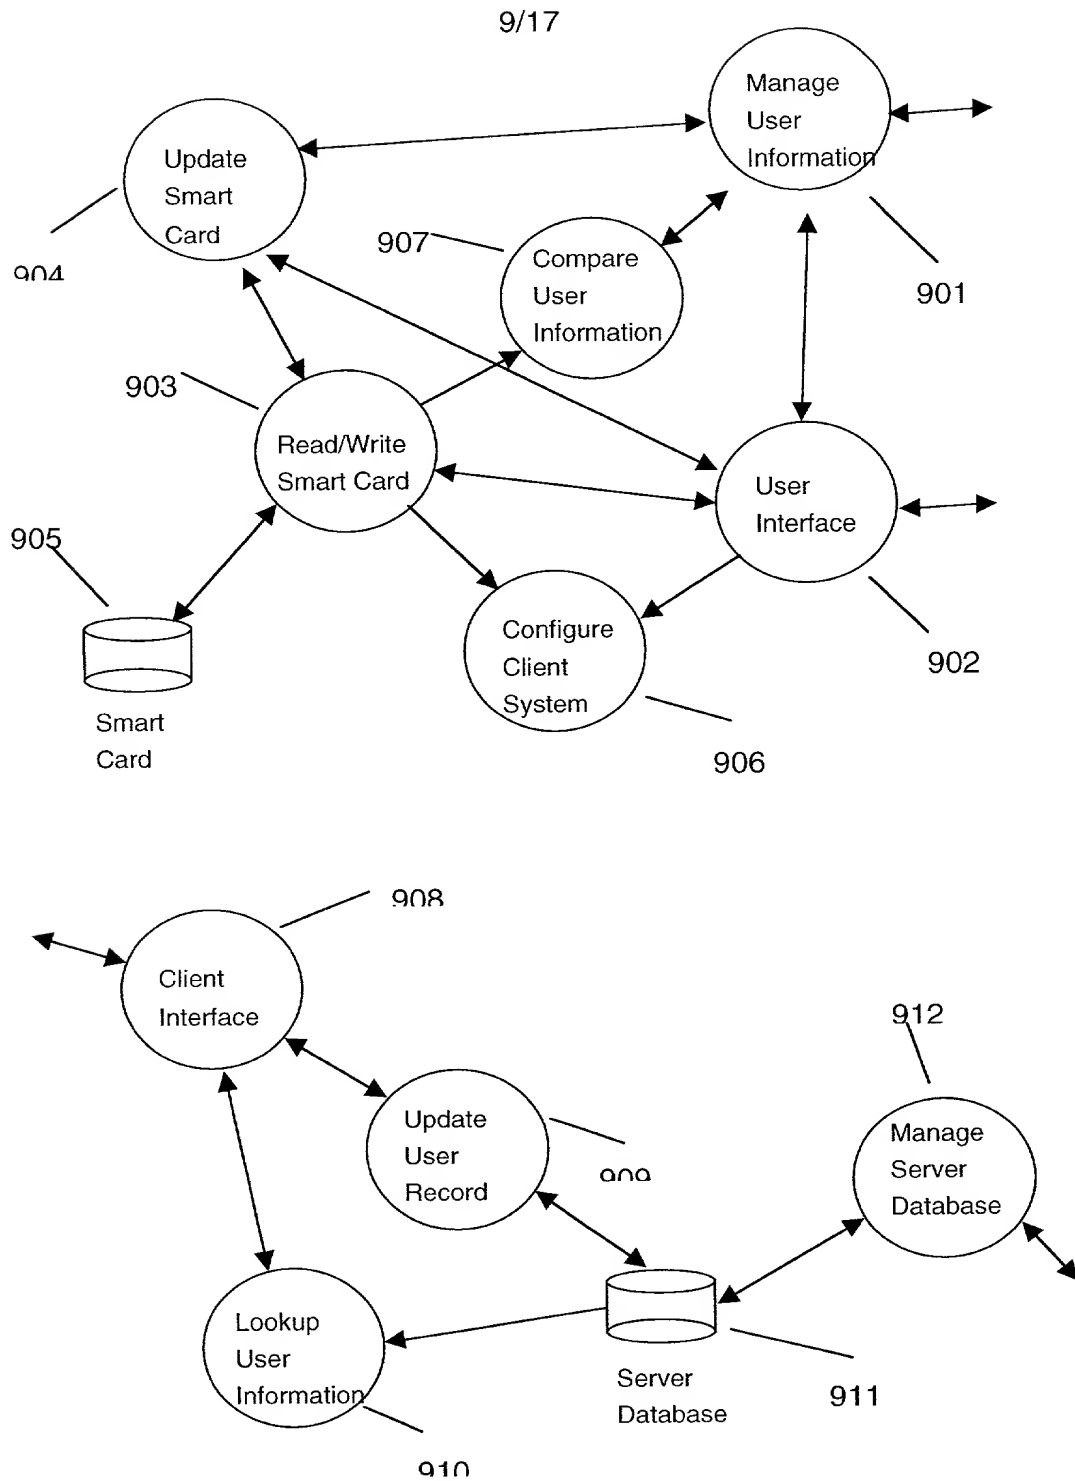 9/17
Manage
User
Information
Update
Smart
Card
904
907
Compare
User
Information
901
903
Read/Write
Smart Card
User
Interface
905
Configure
Client
System
902
Smart
Card
906
908
Client
Interface
912
Update
User
Record
909
Manage
Server
Database
Lookup
User
Information
Server
Database
911
910